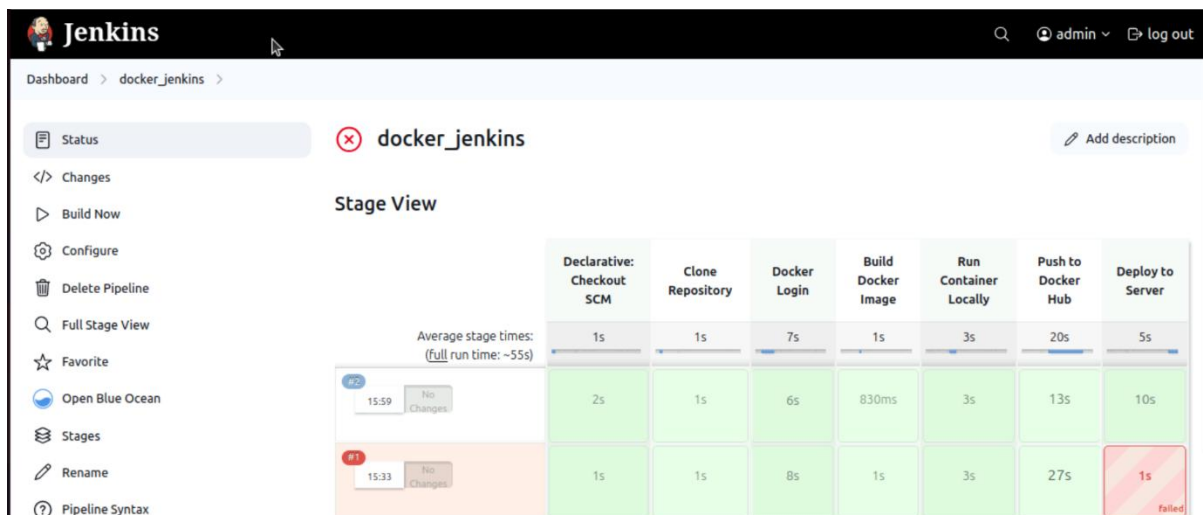 Jenkins
admin
log out
Dashboard > docker_jenkins >
Status
Changes
Build Now
Configure
Delete Pipeline
Full Stage View
Favorite
Open Blue Ocean
Stages
Rename
Pipeline Syntax
docker_jenkins
Add description
Stage View
Declarative: Checkout SCM
Clone Repository
Docker Login
Build Docker Image
Run Container Locally
Push to Docker Hub
Deploy to Server
Average stage times:
(full run time: ~55s)
1s 1s 7s 1s 3s 20s 5s
#2
15:59
No Changes
2s 1s 6s 830ms 3s 13s 10s
#1
15:33
No Changes
1s 1s 8s 1s 3s 27s 1s
failed